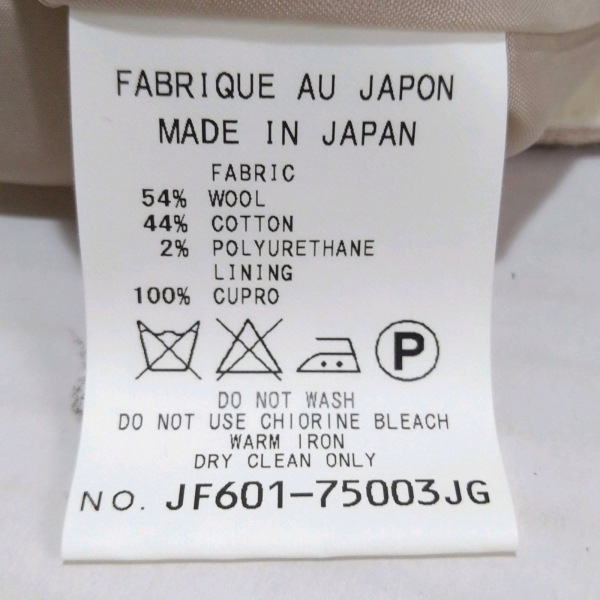 FABRIQUE AU JAPON
MADE IN JAPAN
FABRIC
54% WOOL
44% COTTON
2% POLYURETHANE
LINING
100% CUPRO
P
DO NOT WASH
DO NOT USE CHIORINE BLEACH
WARM IRON
DRY CLEAN ONLY
NO. JF601-75003JG